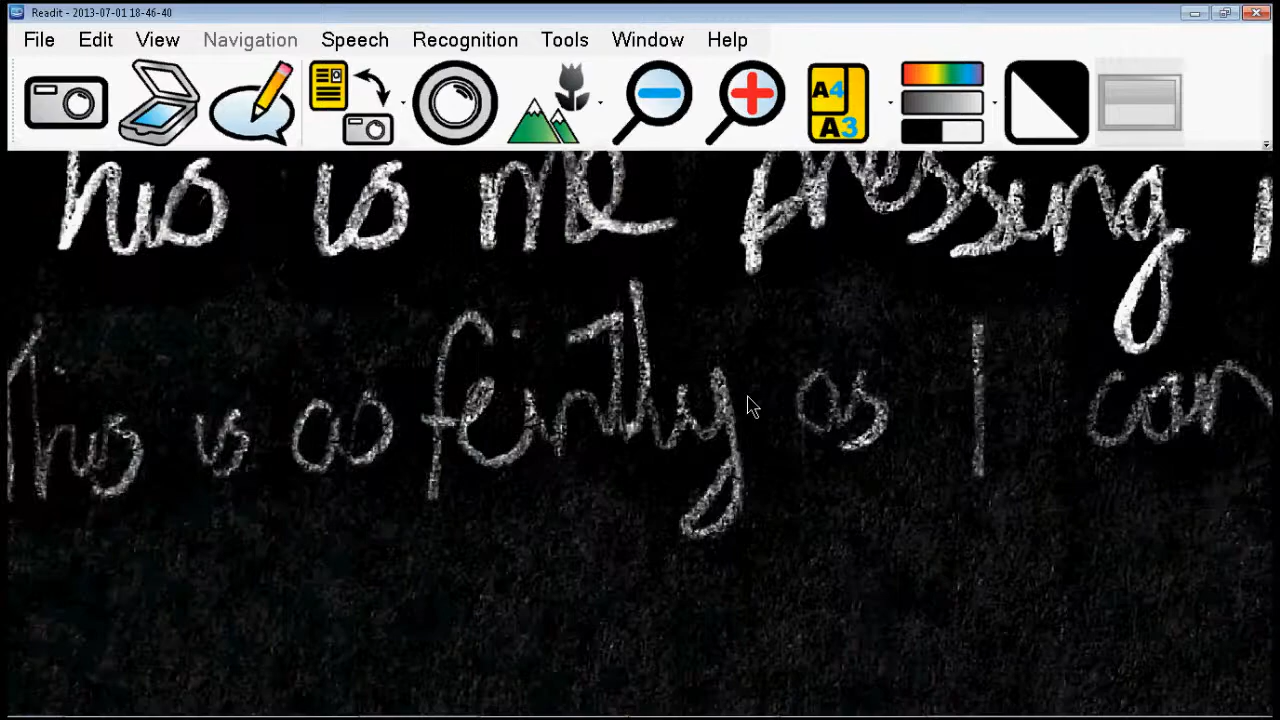 Readit - 2013-07-01 18-46-40
File Edit View Navigation Speech Recognition Tools Window Help
A4
A3
his is me pressing
This is as feintly as I can